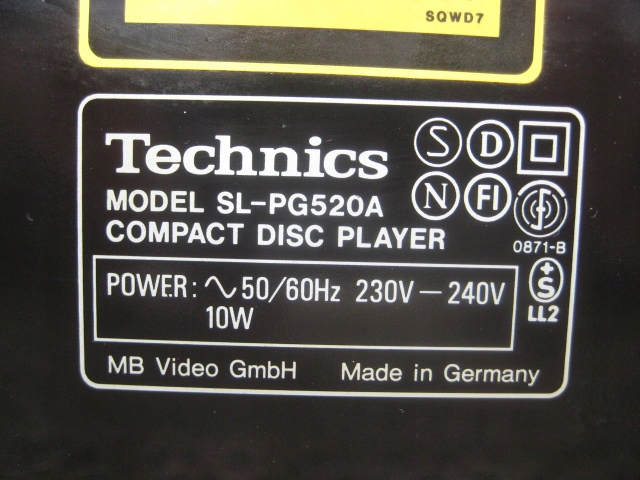 SQWD7
Technics
MODEL SL-PG520A
COMPACT DISC PLAYER
S D
N FI
0871-B
+S
LL2
POWER: ∿ 50/60Hz 230V — 240V
10W
MB Video GmbH Made in Germany